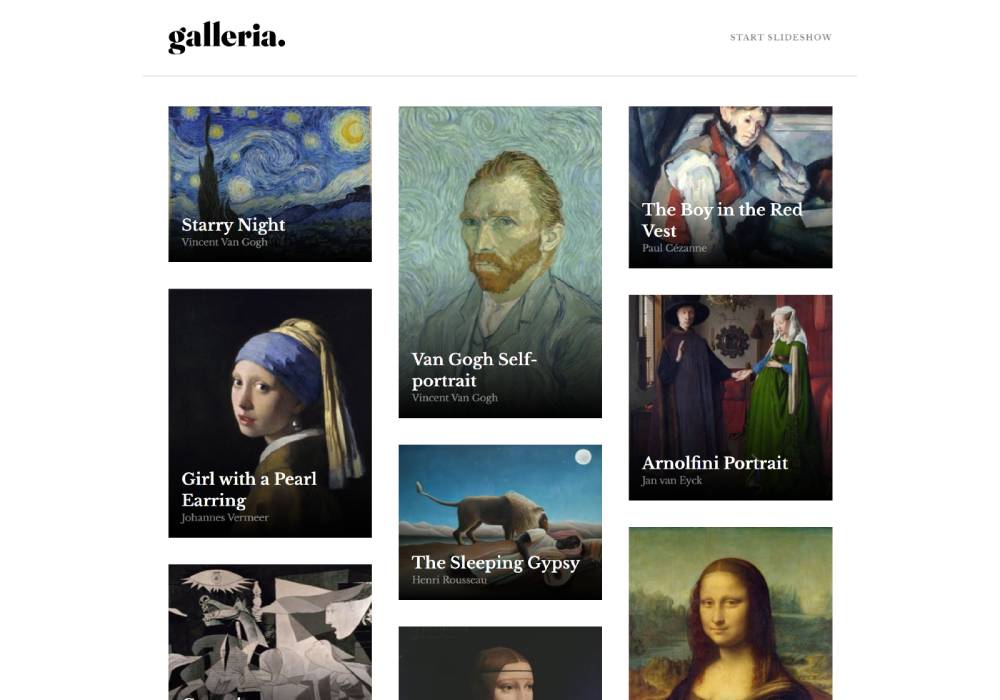 galleria.
START SLIDESHOW
Starry Night
Vincent Van Gogh
Girl with a Pearl
Earring
Johannes Vermeer
Van Gogh Self-
portrait
Vincent Van Gogh
The Sleeping Gypsy
Henri Rousseau
The Boy in the Red
Vest
Paul Cézanne
Arnolfini Portrait
Jan van Eyck